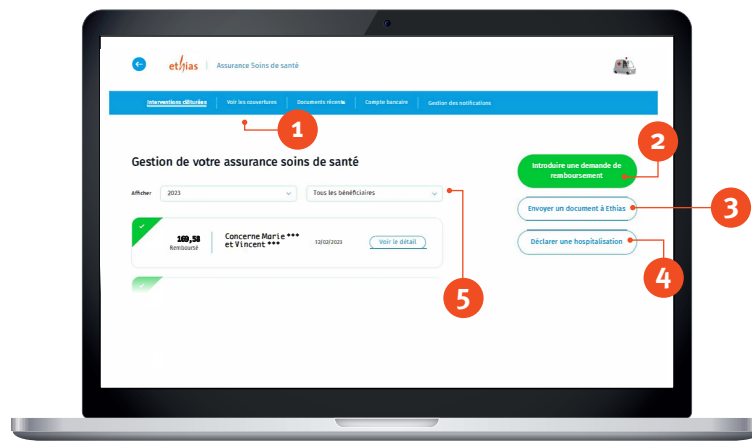 ethias
Assurance Soins de santé
Interventions clôturées
Voir les couvertures
Documents récents
Compte bancaire
Gestion des notifications
1
Gestion de votre assurance soins de santé
Introduire une demande de
remboursement
2
Afficher
2023
Tous les bénéficiaires
Envoyer un document à Ethias
3
169,58
Remboursé
Concerne Marie ***
et Vincent ***
13/02/2023
Voir le détail
Déclarer une hospitalisation
4
5